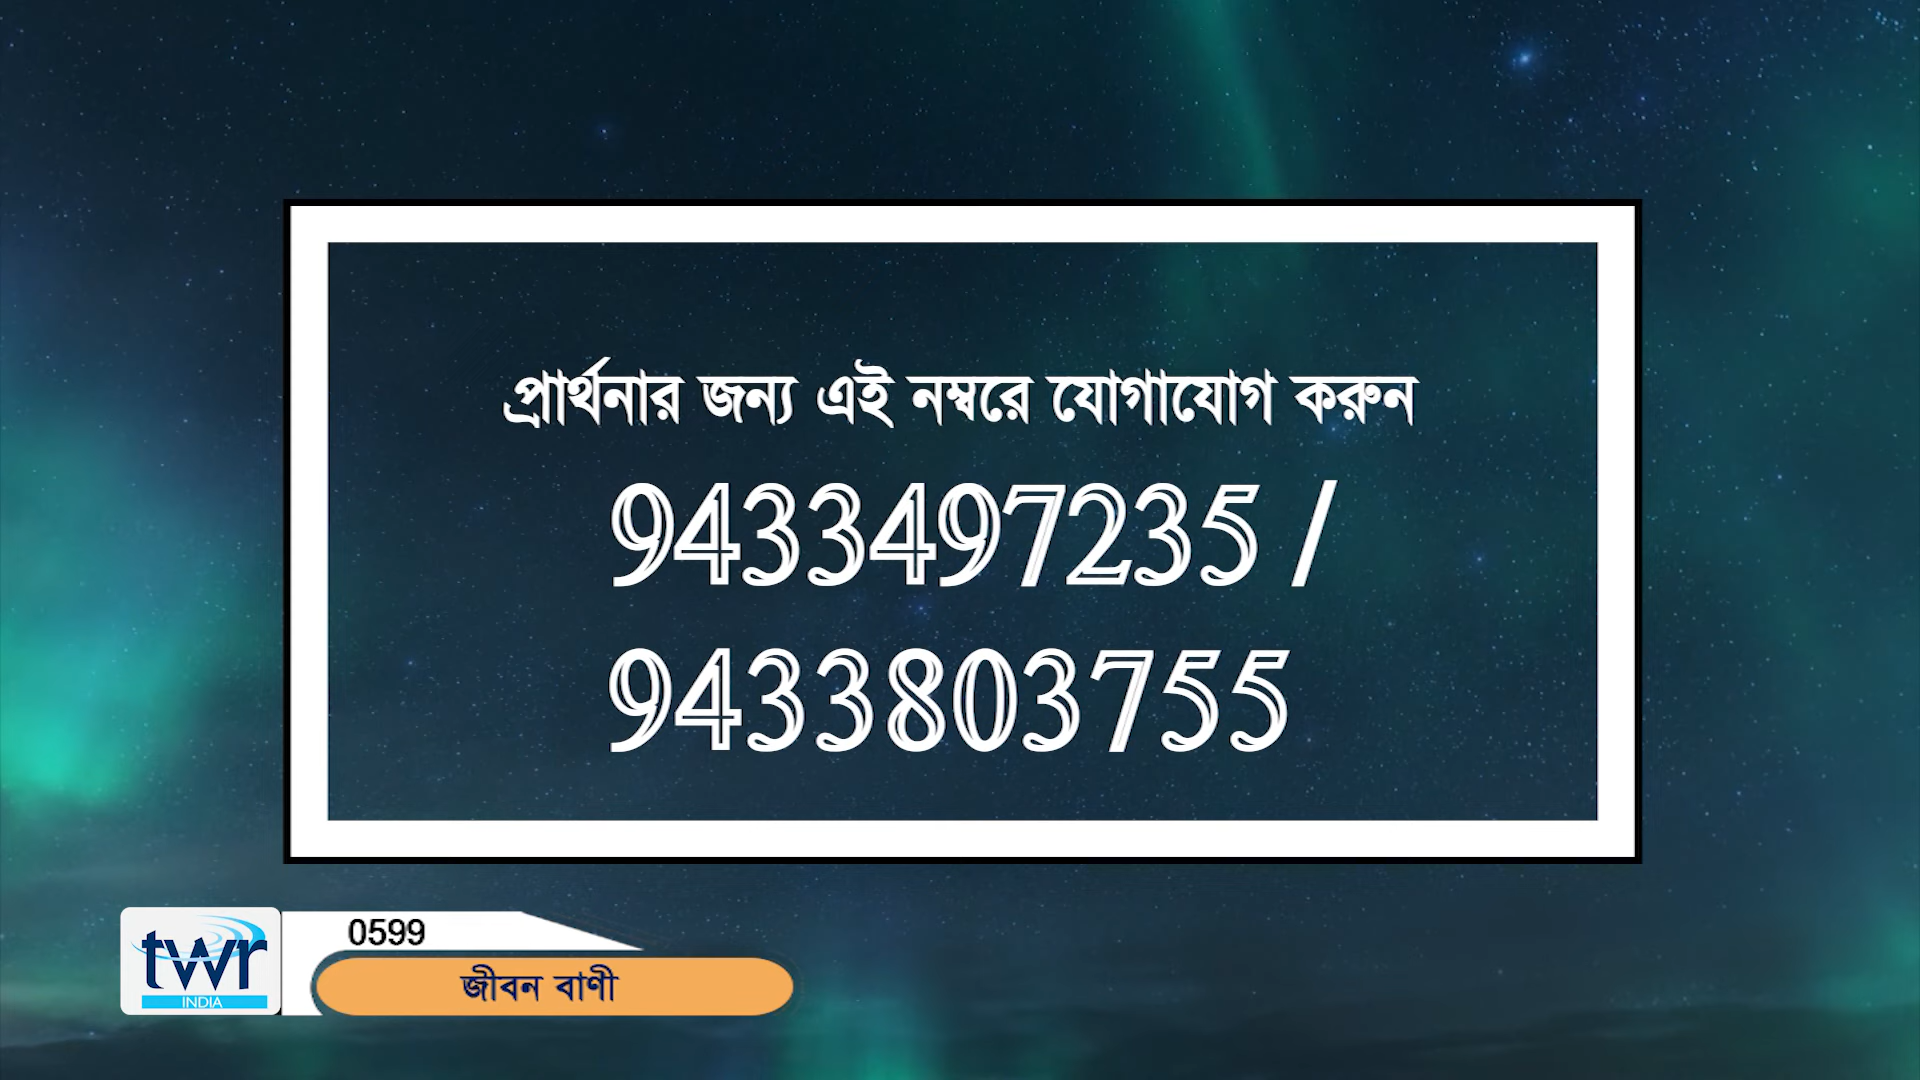 প্রার্থনার জন্য এই নম্বরে যোগাযোগ করুন
9433497235 /
9433803755
twr
INDIA
0599
জীবন বাণী